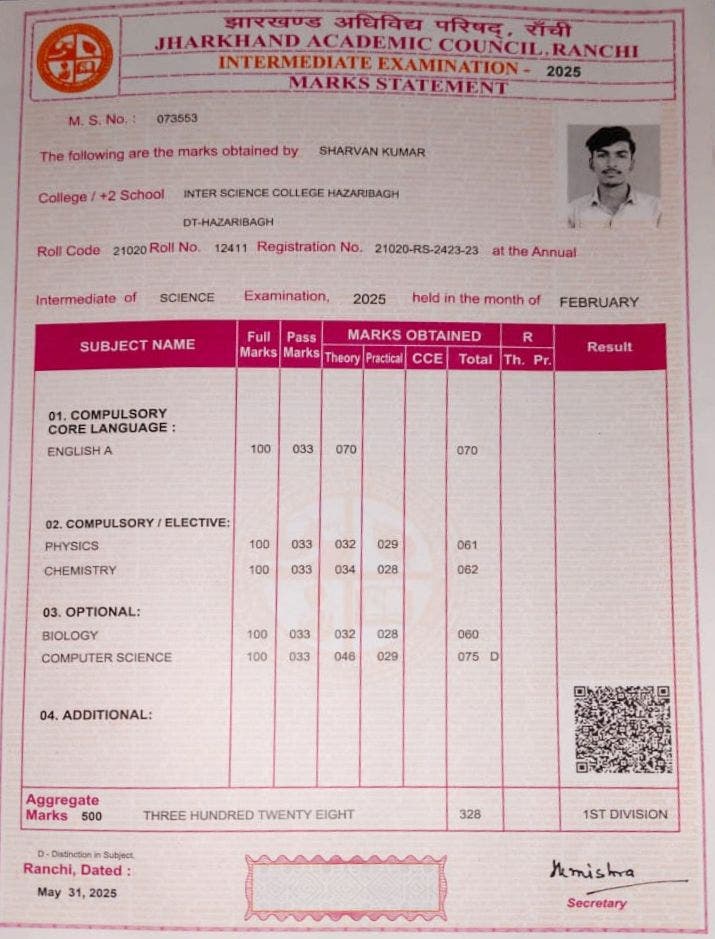 झारखण्ड अधिविद्य परिषद्, राँची
JHARKHAND ACADEMIC COUNCIL, RANCHI
INTERMEDIATE EXAMINATION - 2025
MARKS STATEMENT
M. S. No. : 073553
The following are the marks obtained by SHARVAN KUMAR
College / +2 School INTER SCIENCE COLLEGE HAZARIBAGH
DT-HAZARIBAGH
Roll Code 21020 Roll No. 12411 Registration No. 21020-RS-2423-23 at the Annual
Intermediate of SCIENCE Examination, 2025 held in the month of FEBRUARY
SUBJECT NAME Full Marks Pass Marks MARKS OBTAINED R Result
Theory Practical CCE Total Th. Pr.
01. COMPULSORY
CORE LANGUAGE :
ENGLISH A 100 033 070 070
02. COMPULSORY / ELECTIVE:
PHYSICS 100 033 032 029 061
CHEMISTRY 100 033 034 028 062
03. OPTIONAL:
BIOLOGY 100 033 032 028 060
COMPUTER SCIENCE 100 033 046 029 075 D
04. ADDITIONAL:
Aggregate
Marks 500 THREE HUNDRED TWENTY EIGHT 328 1ST DIVISION
D - Distinction in Subject.
Ranchi, Dated :
May 31, 2025
Secretary